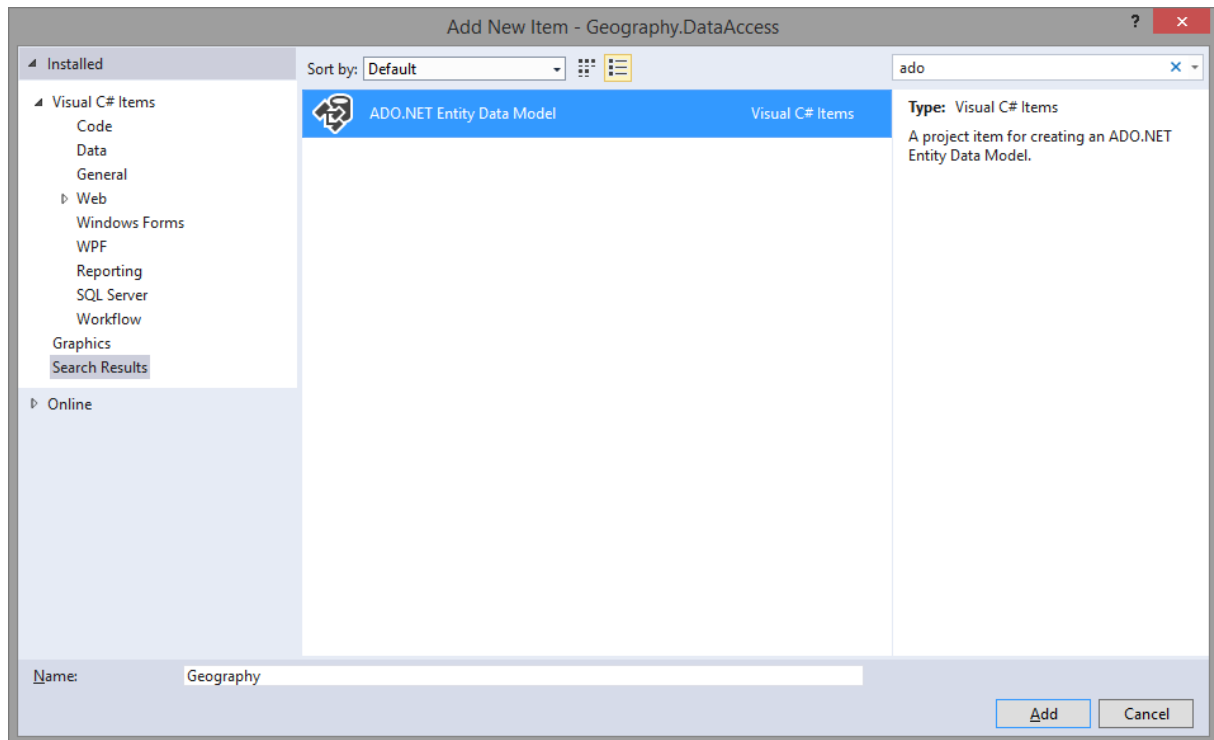 Add New Item - Geography.DataAccess
?
Installed
Visual C# Items
Code
Data
General
Web
Windows Forms
WPF
Reporting
SQL Server
Workflow
Graphics
Search Results
Online
Sort by: Default
ADO.NET Entity Data Model Visual C# Items
ado
Type: Visual C# Items
A project item for creating an ADO.NET
Entity Data Model.
Name: Geography
Add Cancel